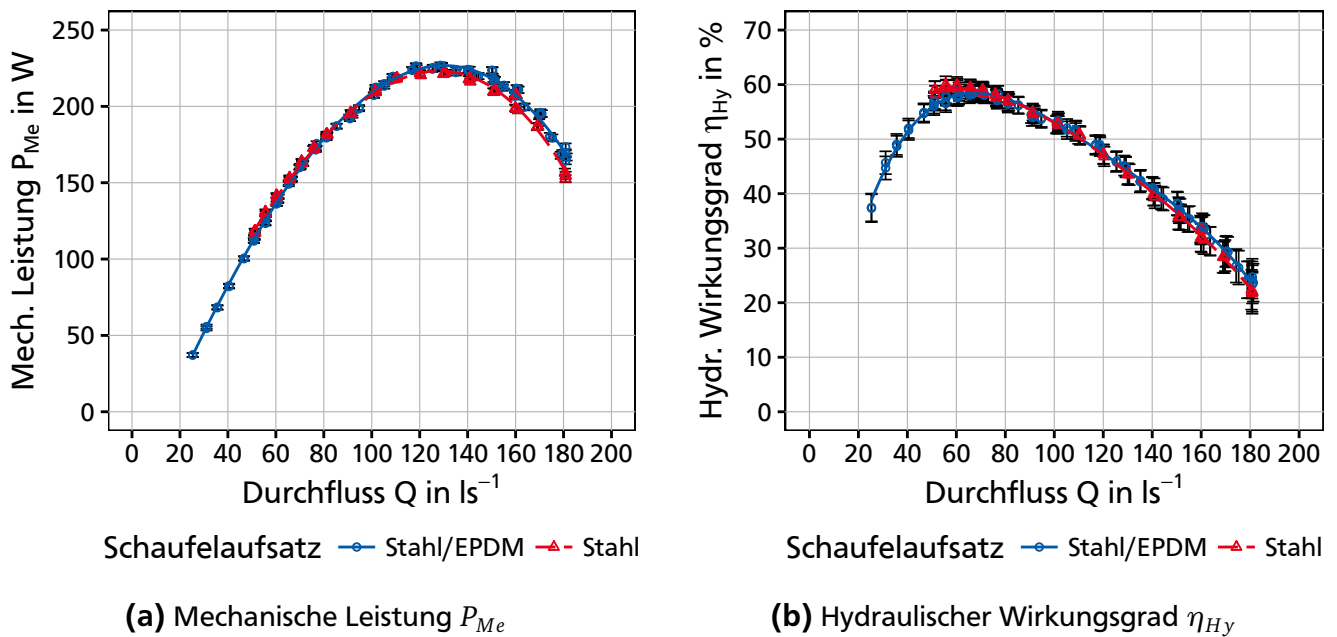 Mech. Leistung P_Me in W
250
200
150
100
50
0
0 20 40 60 80 100 120 140 160 180 200
Durchfluss Q in ls⁻¹
Schaufelaufsatz Stahl/EPDM Stahl
(a) Mechanische Leistung P_Me
Hydr. Wirkungsgrad η_Hy in %
70
60
50
40
30
20
10
0
0 20 40 60 80 100 120 140 160 180 200
Durchfluss Q in ls⁻¹
Schaufelaufsatz Stahl/EPDM Stahl
(b) Hydraulischer Wirkungsgrad η_Hy